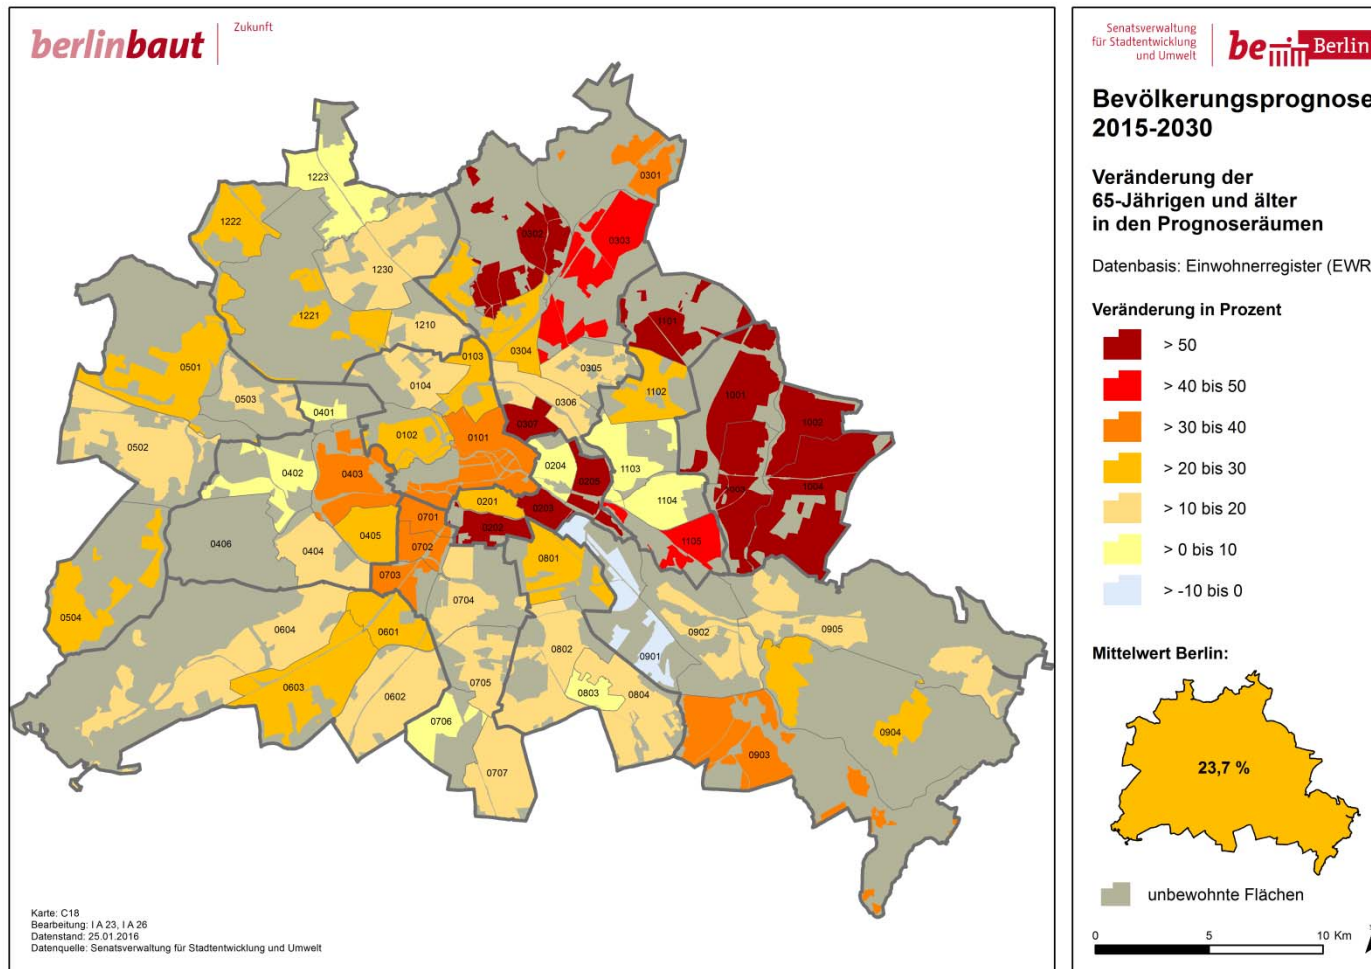 berlinbaut
Zukunft
1223
1222
1230
1221
1210
0301
0302
0303
0304
0305
0306
0307
0501
0502
0503
0504
0401
0402
0403
0404
0405
0406
0101
0102
0103
0104
0201
0202
0203
0204
0205
1101
1102
1103
1104
1105
1001
1002
1003
1004
0701
0702
0703
0704
0705
0706
0707
0601
0602
0603
0604
0801
0802
0803
0804
0901
0902
0903
0904
0905
Karte: C18
Bearbeitung: I A 23, I A 26
Datenstand: 25.01.2016
Datenquelle: Senatsverwaltung für Stadtentwicklung und Umwelt
Senatsverwaltung
für Stadtentwicklung
und Umwelt
be Berlin
Bevölkerungsprognose
2015-2030
Veränderung der
65-Jährigen und älter
in den Prognoseräumen
Datenbasis: Einwohnerregister (EWR
Veränderung in Prozent
> 50
> 40 bis 50
> 30 bis 40
> 20 bis 30
> 10 bis 20
> 0 bis 10
> -10 bis 0
Mittelwert Berlin:
23,7 %
unbewohnte Flächen
0 5 10 Km